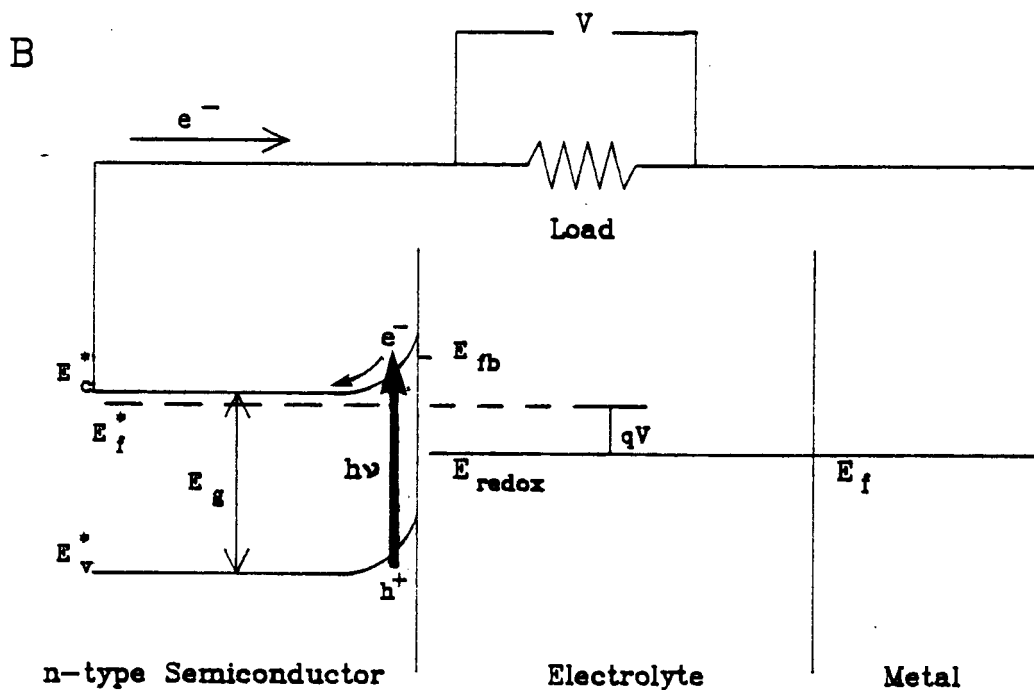 B
V
e⁻
Load
e⁻
E*c
E fb
E*f
qV
hν
E redox
E f
E g
E*v
h⁺
n-type Semiconductor
Electrolyte
Metal